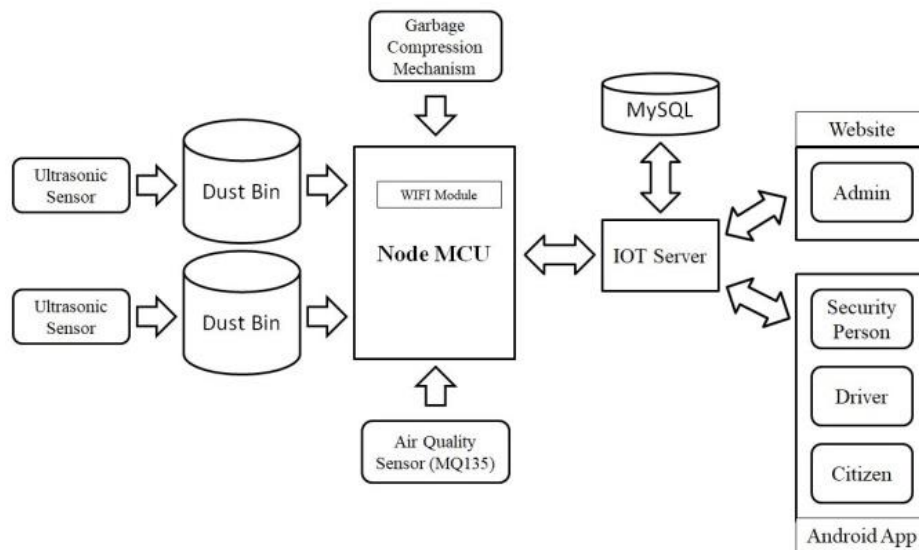 Garbage
Compression
Mechanism
MySQL
Website
Ultrasonic
Sensor
Dust Bin
WIFI Module
Admin
Node MCU
IOT Server
Ultrasonic
Sensor
Dust Bin
Security
Person
Driver
Air Quality
Sensor (MQ135)
Citizen
Android App